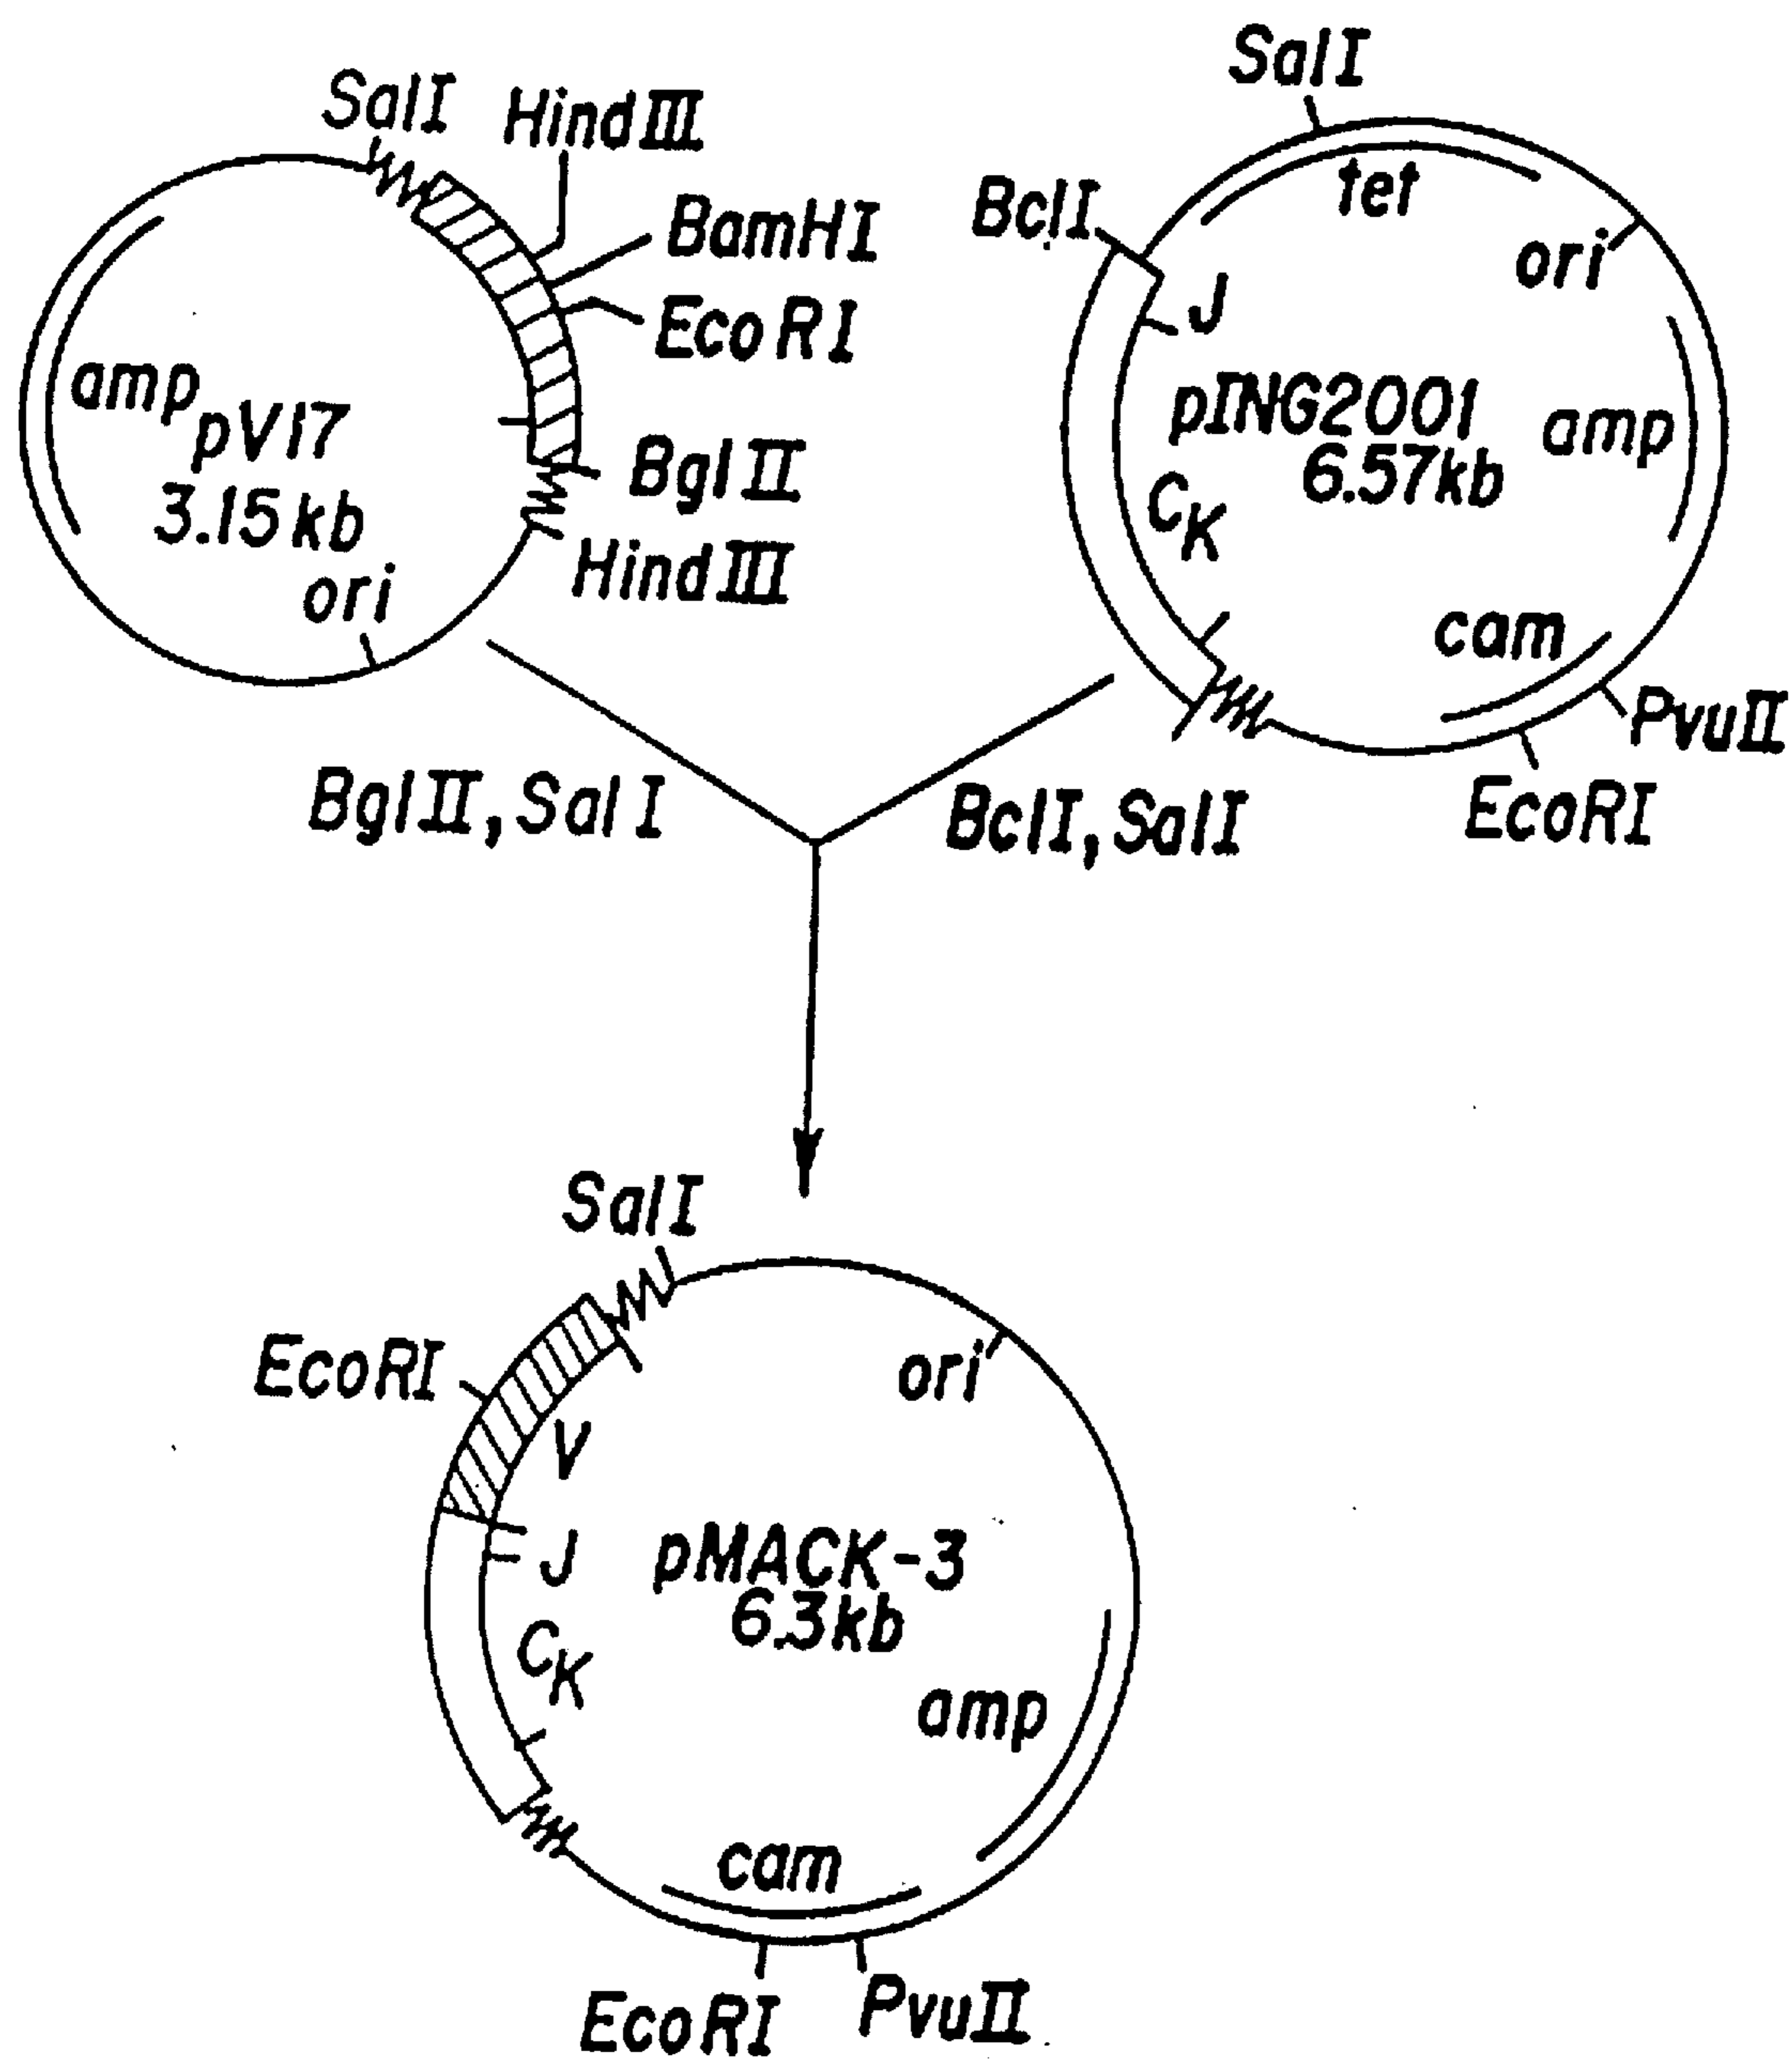 SalI
HindIII
BamHI
EcoRI
amp
pV17
3.15kb
BglII
HindIII
ori
SalI
tet
BclI
ori
J
pING2001
6.57kb
amp
CK
cam
PvuII
EcoRI
BglII, SalI
BclI, SalI
SalI
EcoRI
ori
V
J
pMACK-3
6.3kb
CK
amp
cam
EcoRI
PvuII